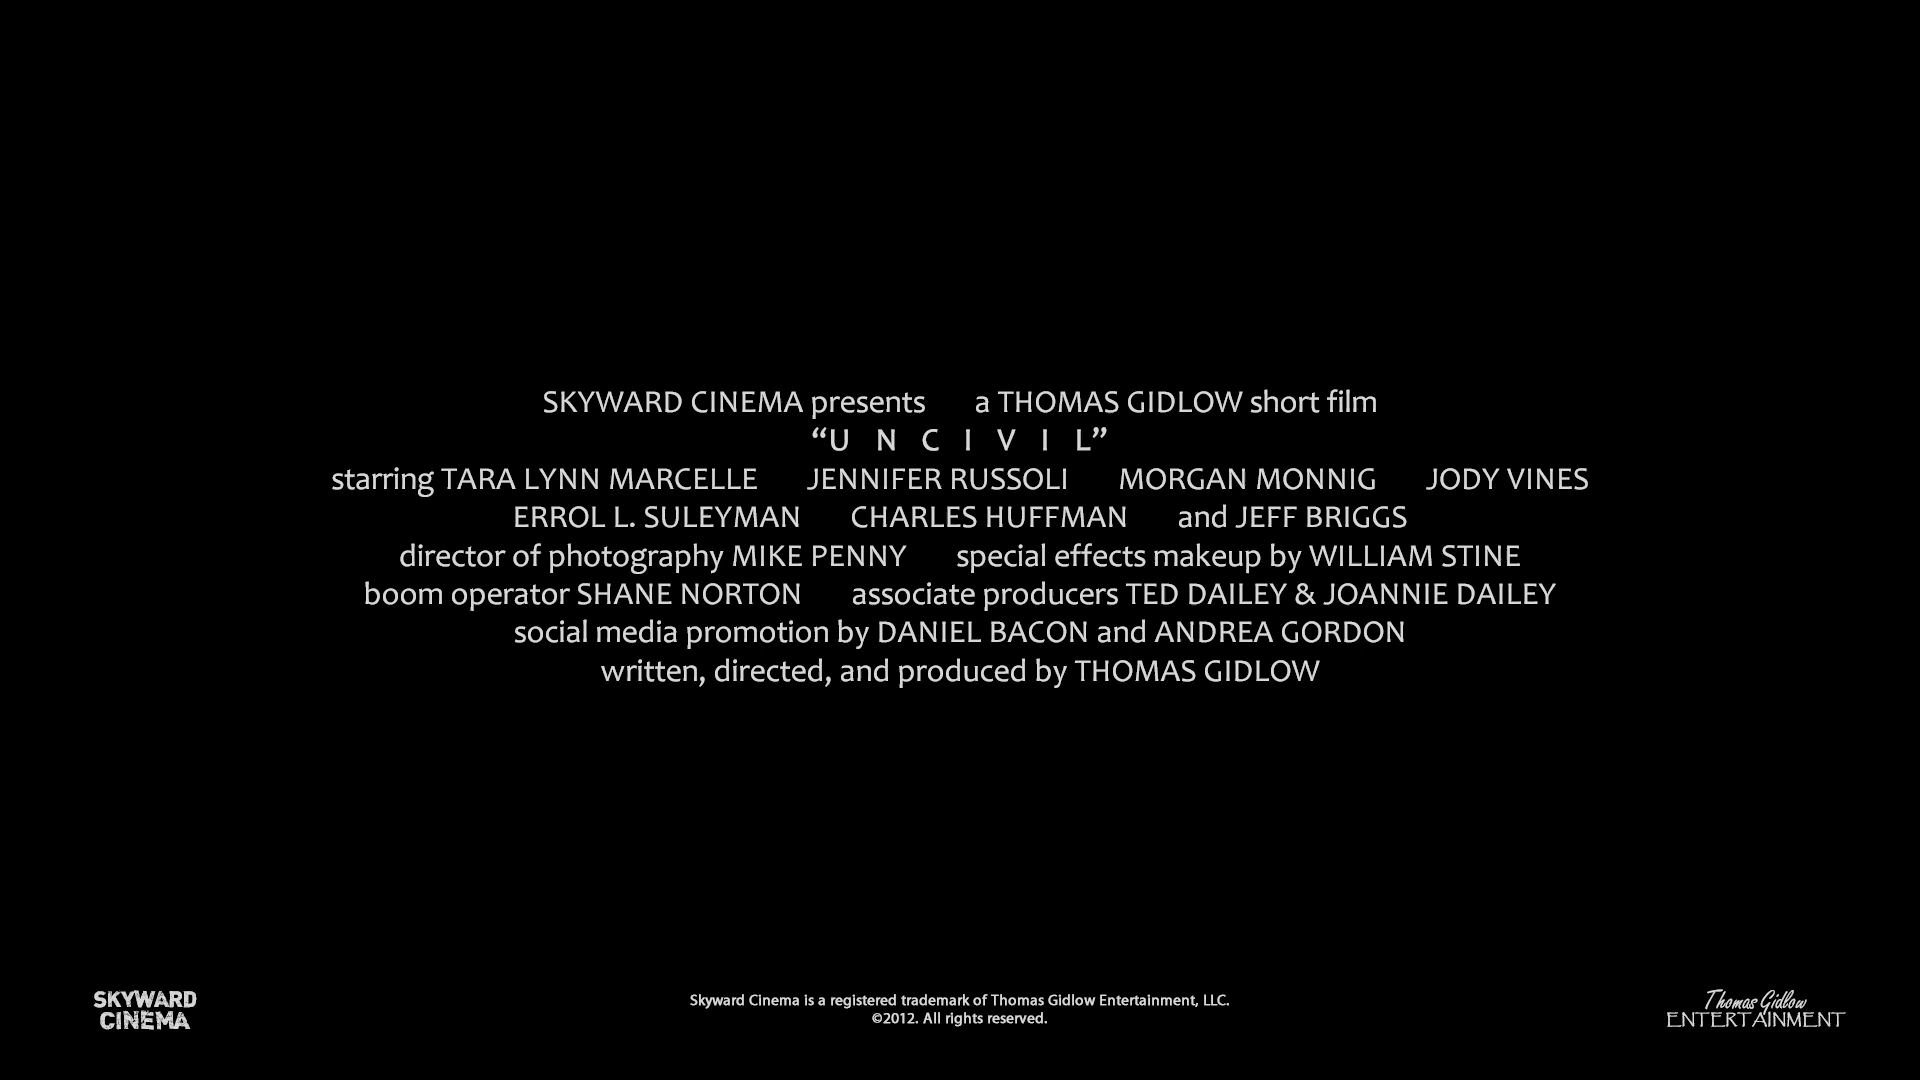 SKYWARD CINEMA presents a THOMAS GIDLOW short film
“U N C I V I L”
starring TARA LYNN MARCELLE JENNIFER RUSSOLI MORGAN MONNIG JODY VINES
ERROL L. SULEYMAN CHARLES HUFFMAN and JEFF BRIGGS
director of photography MIKE PENNY special effects makeup by WILLIAM STINE
boom operator SHANE NORTON associate producers TED DAILEY & JOANNIE DAILEY
social media promotion by DANIEL BACON and ANDREA GORDON
written, directed, and produced by THOMAS GIDLOW
SKYWARD
CINEMA
Skyward Cinema is a registered trademark of Thomas Gidlow Entertainment, LLC.
©2012. All rights reserved.
Thomas Gidlow
ENTERTAINMENT